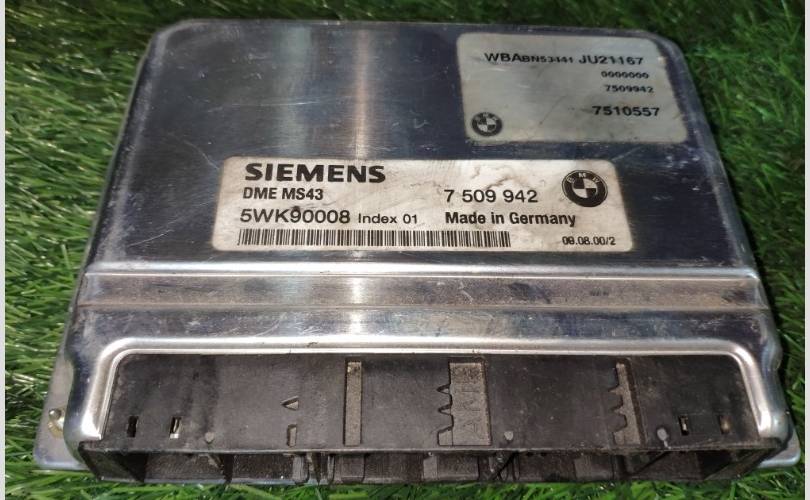 WBABN53441 JU21167
0000000
7509942
7510557
SIEMENS
DME MS43
7 509 942
BMW
5WK90008 Index 01 Made in Germany
09.08.00/2